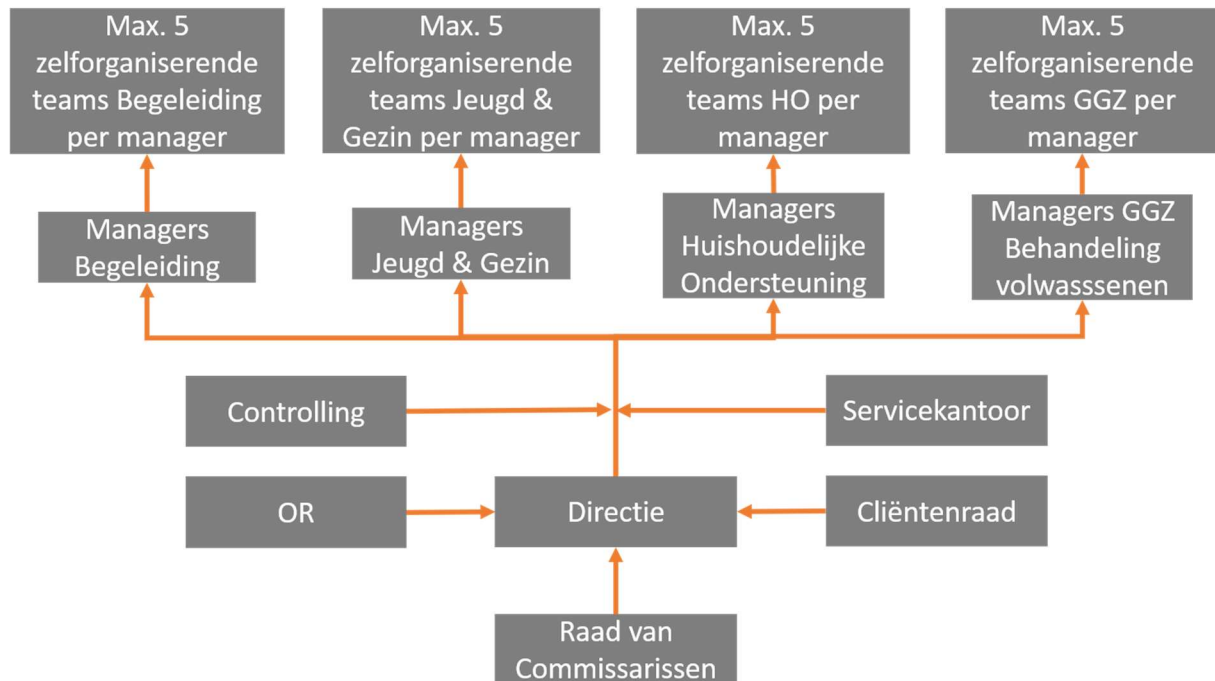 Max. 5
zelforganiserende
teams Begeleiding
per manager
Max. 5
zelforganiserende
teams Jeugd &
Gezin per manager
Max. 5
zelforganiserende
teams HO per
manager
Max. 5
zelforganiserende
teams GGZ per
manager
Managers
Begeleiding
Managers
Jeugd & Gezin
Managers
Huishoudelijke
Ondersteuning
Managers GGZ
Behandeling
volwasssenen
Controlling
Servicekantoor
OR
Directie
Cliëntenraad
Raad van
Commissarissen